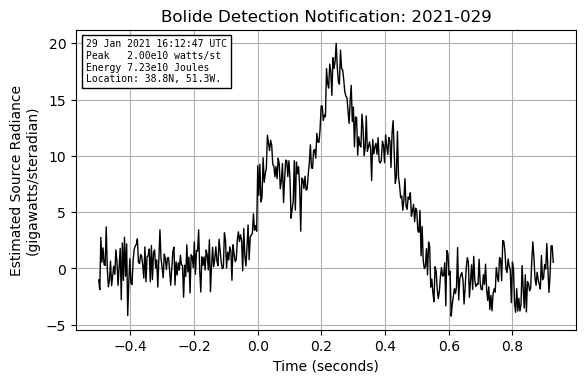 Bolide Detection Notification: 2021-029
29 Jan 2021 16:12:47 UTC
Peak   2.00e10 watts/st
Energy 7.23e10 Joules
Location: 38.8N, 51.3W.
Estimated Source Radiance
(gigawatts/steradian)
20
15
10
5
0
−5
−0.4 −0.2 0.0 0.2 0.4 0.6 0.8
Time (seconds)